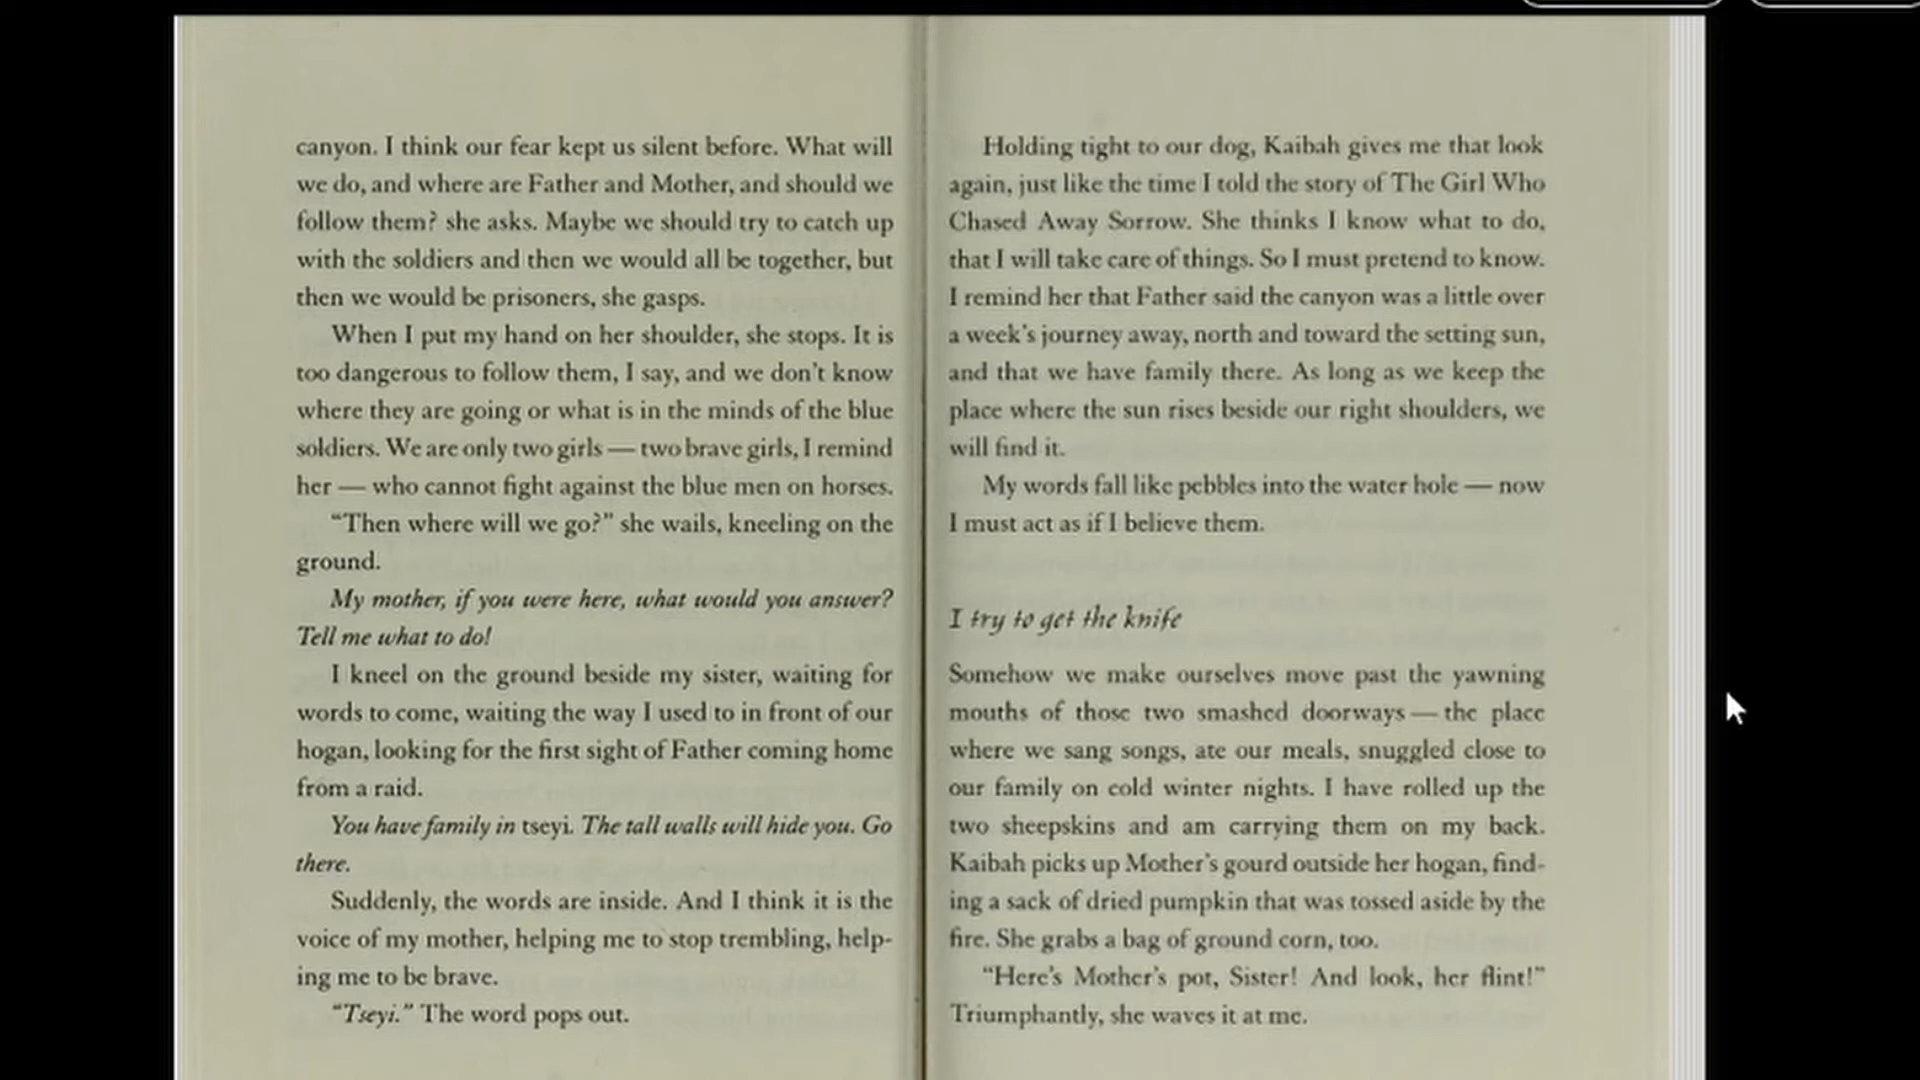 canyon. I think our fear kept us silent before. What will
we do, and where are Father and Mother, and should we
follow them? she asks. Maybe we should try to catch up
with the soldiers and then we would all be together, but
then we would be prisoners, she gasps.
When I put my hand on her shoulder, she stops. It is
too dangerous to follow them, I say, and we don't know
where they are going or what is in the minds of the blue
soldiers. We are only two girls — two brave girls, I remind
her — who cannot fight against the blue men on horses.
“Then where will we go?” she wails, kneeling on the
ground.
My mother, if you were here, what would you answer?
Tell me what to do!
I kneel on the ground beside my sister, waiting for
words to come, waiting the way I used to in front of our
hogan, looking for the first sight of Father coming home
from a raid.
You have family in tseyi. The tall walls will hide you. Go
there.
Suddenly, the words are inside. And I think it is the
voice of my mother, helping me to stop trembling, help-
ing me to be brave.
“Tseyi.” The word pops out.
Holding tight to our dog, Kaibah gives me that look
again, just like the time I told the story of The Girl Who
Chased Away Sorrow. She thinks I know what to do,
that I will take care of things. So I must pretend to know.
I remind her that Father said the canyon was a little over
a week's journey away, north and toward the setting sun,
and that we have family there. As long as we keep the
place where the sun rises beside our right shoulders, we
will find it.
My words fall like pebbles into the water hole — now
I must act as if I believe them.
I try to get the knife
Somehow we make ourselves move past the yawning
mouths of those two smashed doorways — the place
where we sang songs, ate our meals, snuggled close to
our family on cold winter nights. I have rolled up the
two sheepskins and am carrying them on my back.
Kaibah picks up Mother's gourd outside her hogan, find-
ing a sack of dried pumpkin that was tossed aside by the
fire. She grabs a bag of ground corn, too.
“Here's Mother's pot, Sister! And look, her flint!”
Triumphantly, she waves it at me.